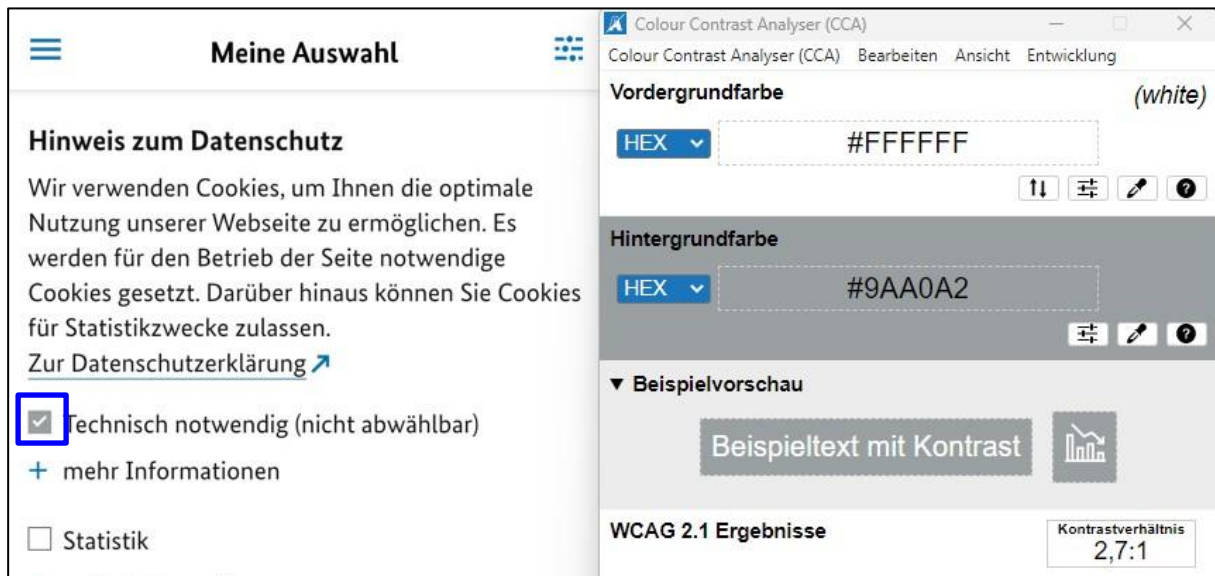 Meine Auswahl
Hinweis zum Datenschutz
Wir verwenden Cookies, um Ihnen die optimale
Nutzung unserer Webseite zu ermöglichen. Es
werden für den Betrieb der Seite notwendige
Cookies gesetzt. Darüber hinaus können Sie Cookies
für Statistikzwecke zulassen.
Zur Datenschutzerklärung
Technisch notwendig (nicht abwählbar)
+ mehr Informationen
Statistik
Colour Contrast Analyser (CCA)
Colour Contrast Analyser (CCA) Bearbeiten Ansicht Entwicklung
Vordergrundfarbe (white)
HEX #FFFFFF
Hintergrundfarbe
HEX #9AA0A2
▼ Beispielvorschau
Beispieltext mit Kontrast
WCAG 2.1 Ergebnisse
Kontrastverhältnis
2,7:1